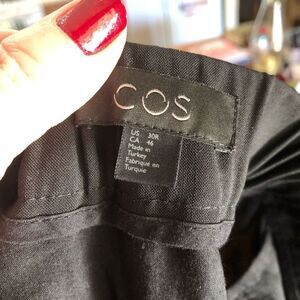 COS
US 30R
CA 46
Made in
Turkey
Fabriqué en
Turquie